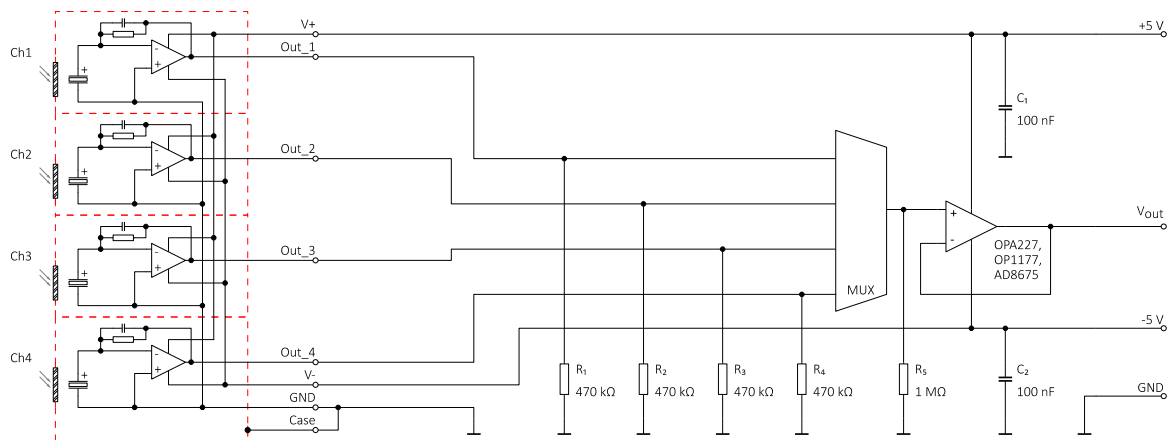 V+
+5 V
Ch1
Out_1
C₁
100 nF
Ch2
Out_2
Vout
Ch3
Out_3
+
-
OPA227,
OP1177,
AD8675
MUX
-5 V
Ch4
Out_4
V-
R₁
470 kΩ
R₂
470 kΩ
R₃
470 kΩ
R₄
470 kΩ
R₅
1 MΩ
C₂
100 nF
GND
GND
Case